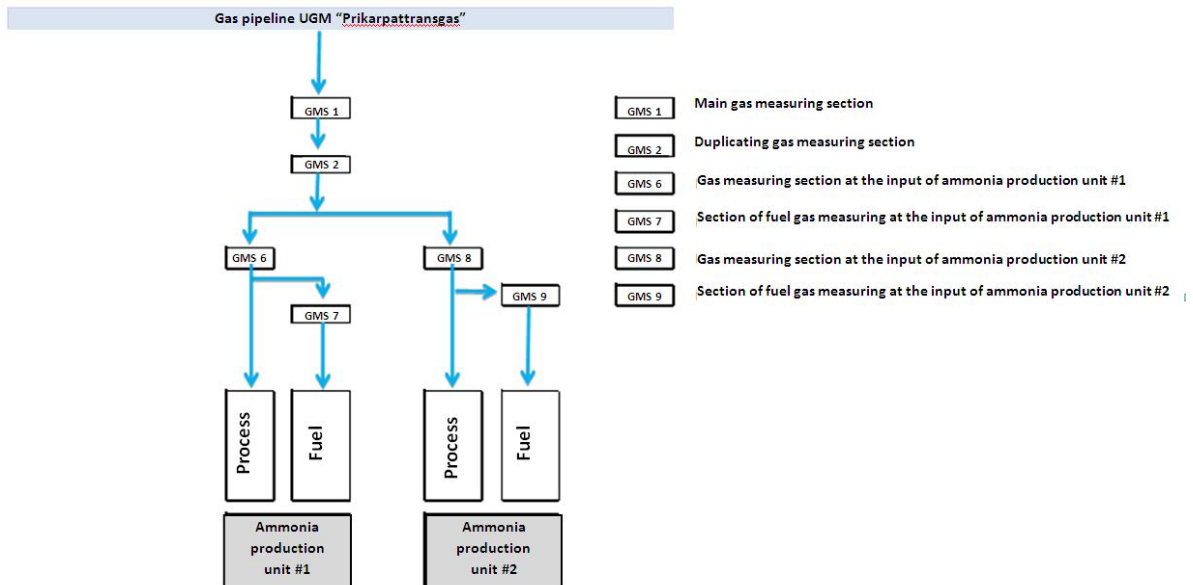 Gas pipeline UGM “Prikarpattransgas”
GMS 1
GMS 2
GMS 6
GMS 8
GMS 7
GMS 9
Process
Fuel
Process
Fuel
Ammonia
production
unit #1
Ammonia
production
unit #2
GMS 1 Main gas measuring section
GMS 2 Duplicating gas measuring section
GMS 6 Gas measuring section at the input of ammonia production unit #1
GMS 7 Section of fuel gas measuring at the input of ammonia production unit #1
GMS 8 Gas measuring section at the input of ammonia production unit #2
GMS 9 Section of fuel gas measuring at the input of ammonia production unit #2